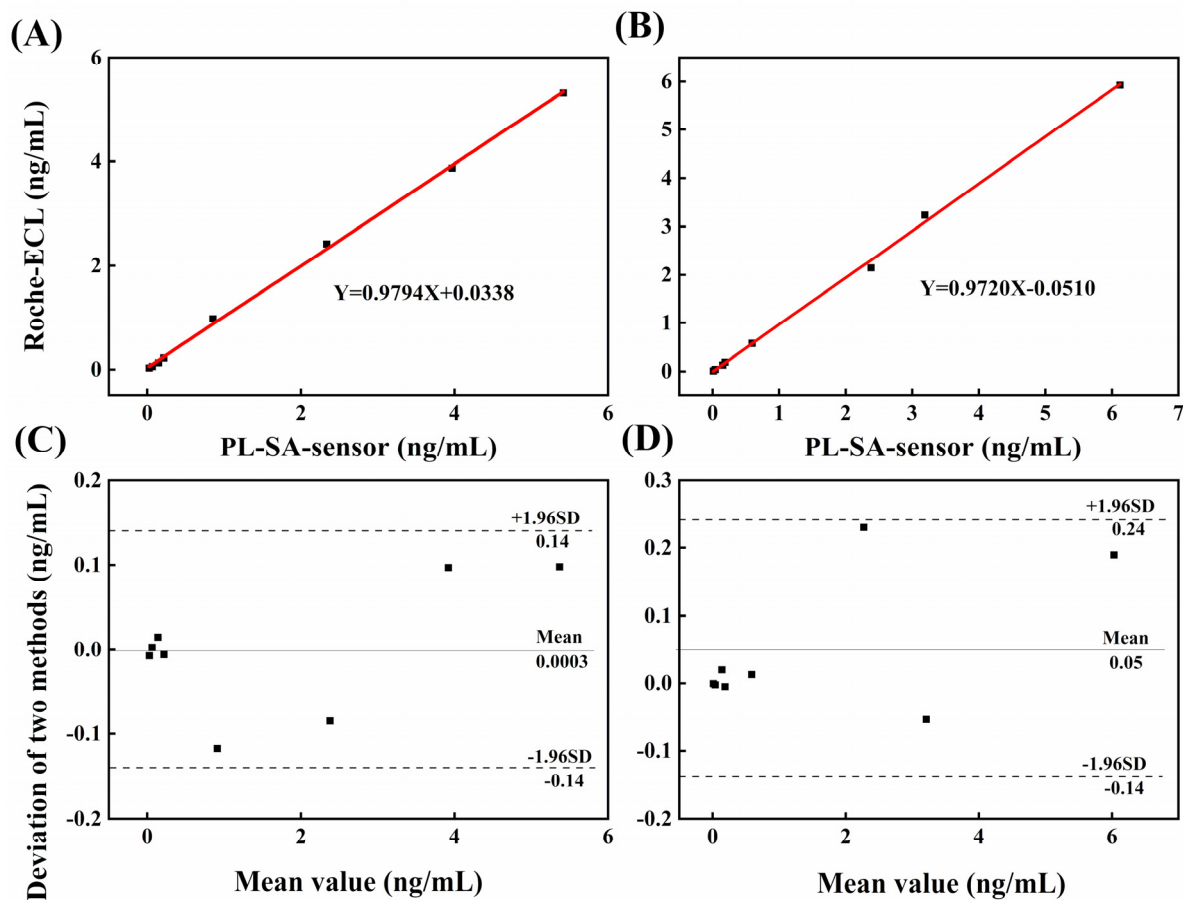 (A)
(B)
Roche-ECL (ng/mL)
6
4
2
0
Y=0.9794X+0.0338
0
2
4
6
PL-SA-sensor (ng/mL)
6
5
4
3
2
1
0
Y=0.9720X-0.0510
0
1
2
3
4
5
6
7
PL-SA-sensor (ng/mL)
(C)
(D)
Deviation of two methods (ng/mL)
0.2
0.1
0.0
-0.1
-0.2
+1.96SD
0.14
Mean
0.0003
-1.96SD
-0.14
0
2
4
6
Mean value (ng/mL)
0.3
0.2
0.1
0.0
-0.1
-0.2
+1.96SD
0.24
Mean
0.05
-1.96SD
-0.14
0
2
4
6
Mean value (ng/mL)